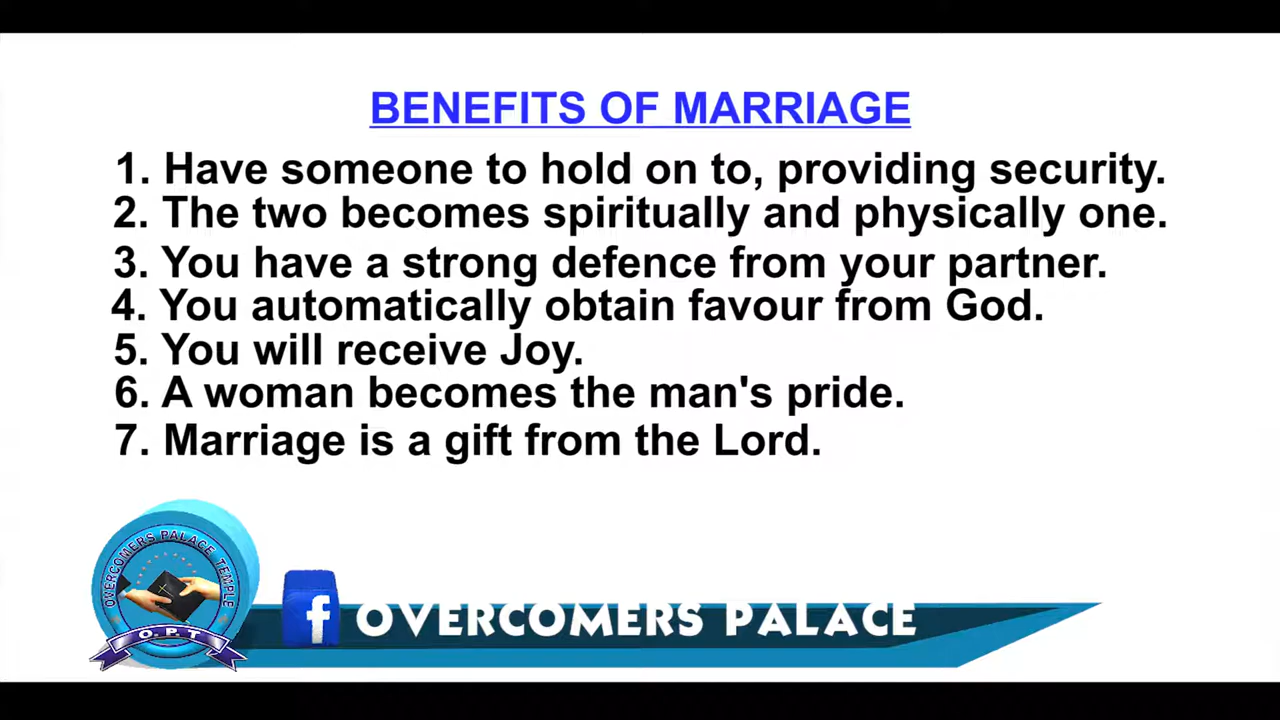 BENEFITS OF MARRIAGE
1. Have someone to hold on to, providing security.
2. The two becomes spiritually and physically one.
3. You have a strong defence from your partner.
4. You automatically obtain favour from God.
5. You will receive Joy.
6. A woman becomes the man's pride.
7. Marriage is a gift from the Lord.
OVERCOMERS PALACE TEMPLE
O.P.T
f OVERCOMERS PALACE